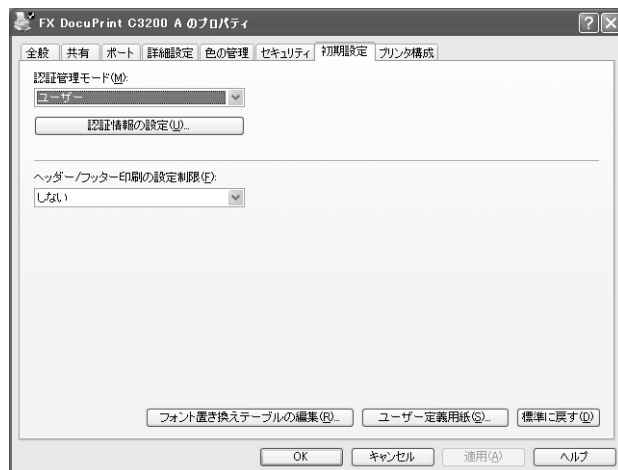 FX DocuPrint C3200 A のプロパティ
全般 共有 ポート 詳細設定 色の管理 セキュリティ 初期設定 プリンタ構成
認証管理モード(M):
ユーザー
認証情報の設定(U)...
ヘッダー/フッター印刷の設定制限(F):
しない
フォント置き換えテーブルの編集(R)... ユーザー定義用紙(S)... 標準に戻す(D)
OK キャンセル 適用(A) ヘルプ